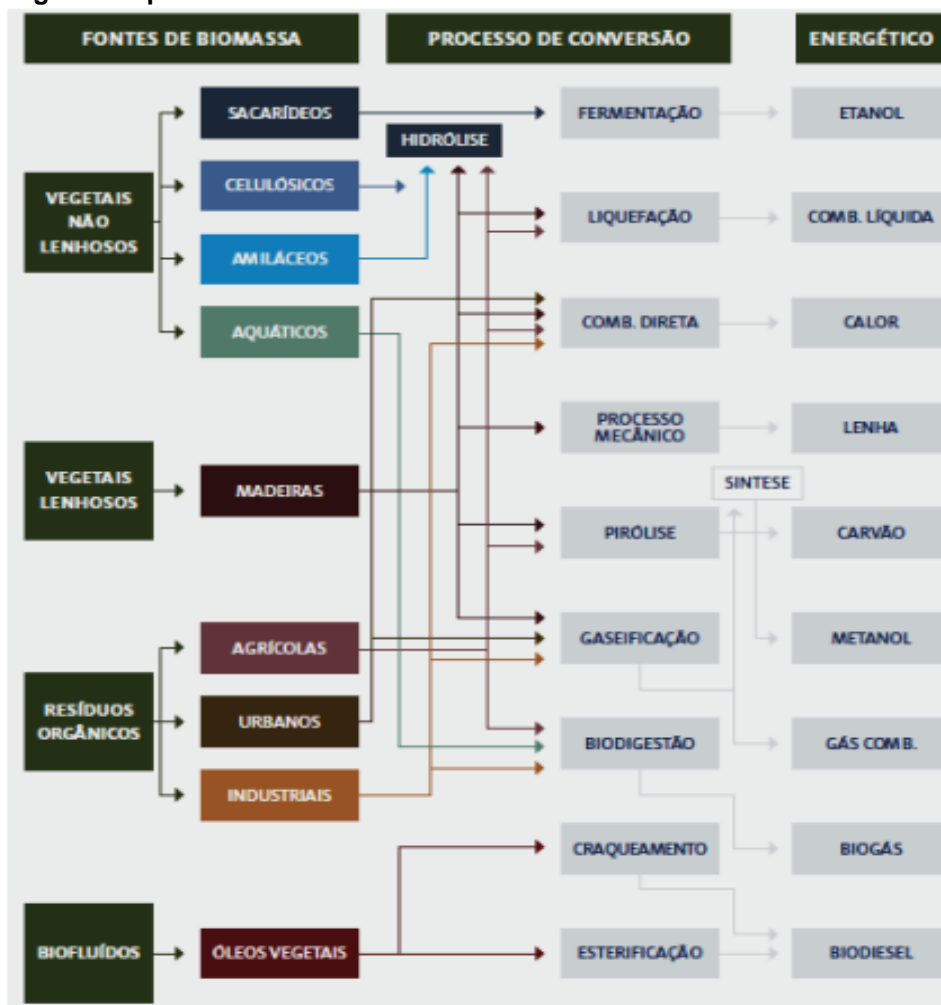 FONTES DE BIOMASSA
PROCESSO DE CONVERSÃO
ENERGÉTICO
SACARÍDEOS
FERMENTAÇÃO
ETANOL
HIDRÓLISE
VEGETAIS
NÃO
LENHOSOS
CELULÓSICOS
LIQUEFAÇÃO
COMB. LÍQUIDA
AMILÁCEOS
AQUÁTICOS
COMB. DIRETA
CALOR
PROCESSO
MECÂNICO
LENHA
VEGETAIS
LENHOSOS
MADEIRAS
SINTESE
PIRÓLISE
CARVÃO
AGRÍCOLAS
GASEIFICAÇÃO
METANOL
RESÍDUOS
ORGÂNICOS
URBANOS
BIODIGESTÃO
GÁS COMB.
INDUSTRIAIS
CRAQUEAMENTO
BIOGÁS
BIOFLUÍDOS
ÓLEOS VEGETAIS
ESTERIFICAÇÃO
BIODIESEL